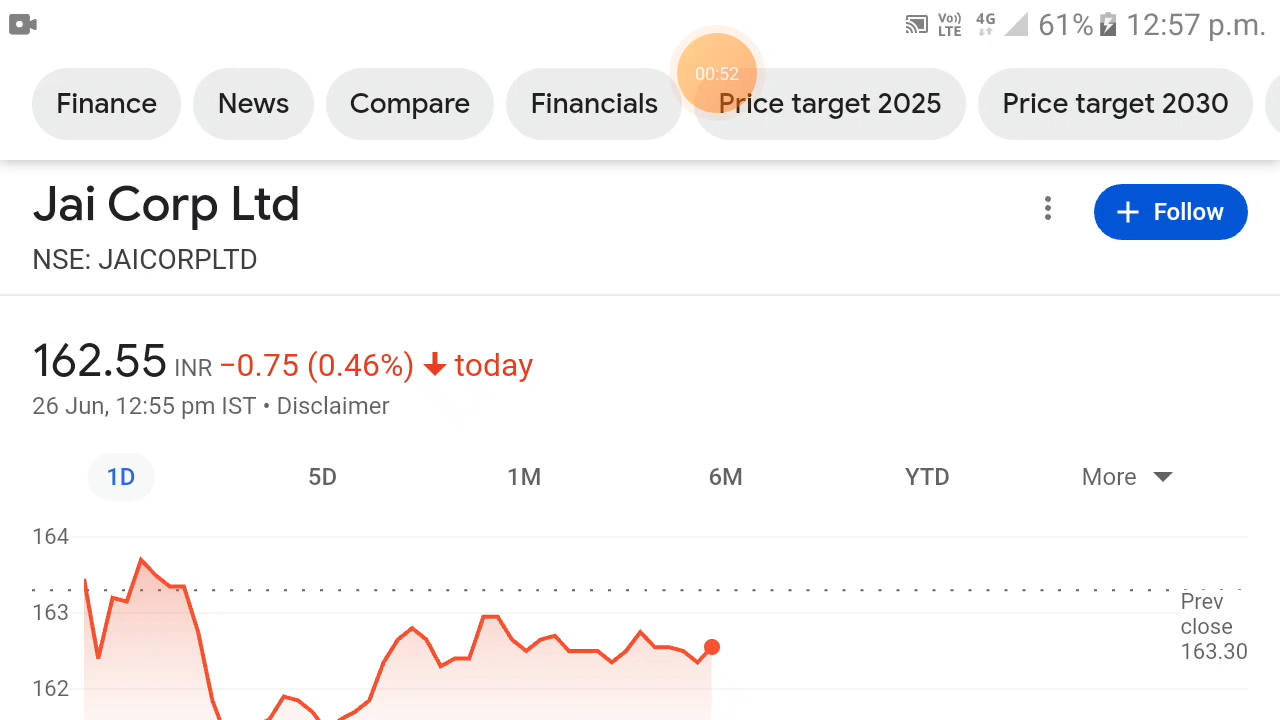 Vo)) LTE 4G 61% 12:57 p.m.
00:52
Finance News Compare Financials Price target 2025 Price target 2030
Jai Corp Ltd
+ Follow
NSE: JAICORPLTD
162.55 INR −0.75 (0.46%) ↓ today
26 Jun, 12:55 pm IST • Disclaimer
1D 5D 1M 6M YTD More
164
163
Prev
close
163.30
162